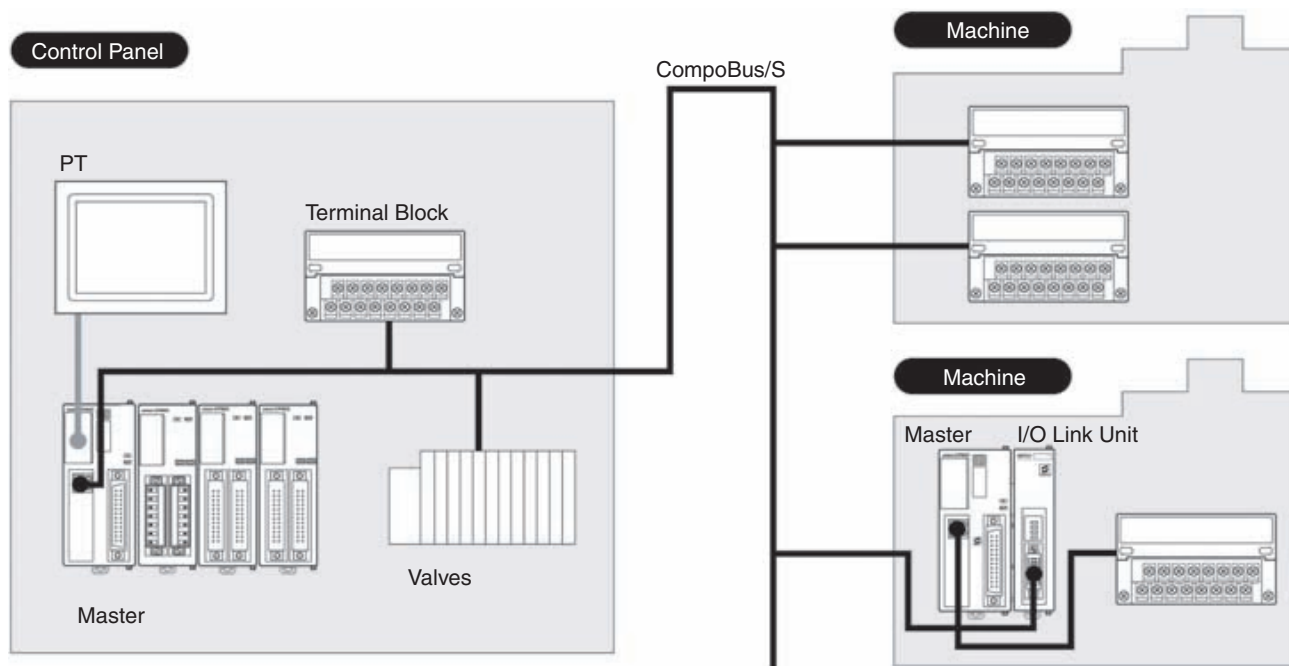 Control Panel
Machine
CompoBus/S
PT
Terminal Block
Machine
Master
I/O Link Unit
Valves
Master